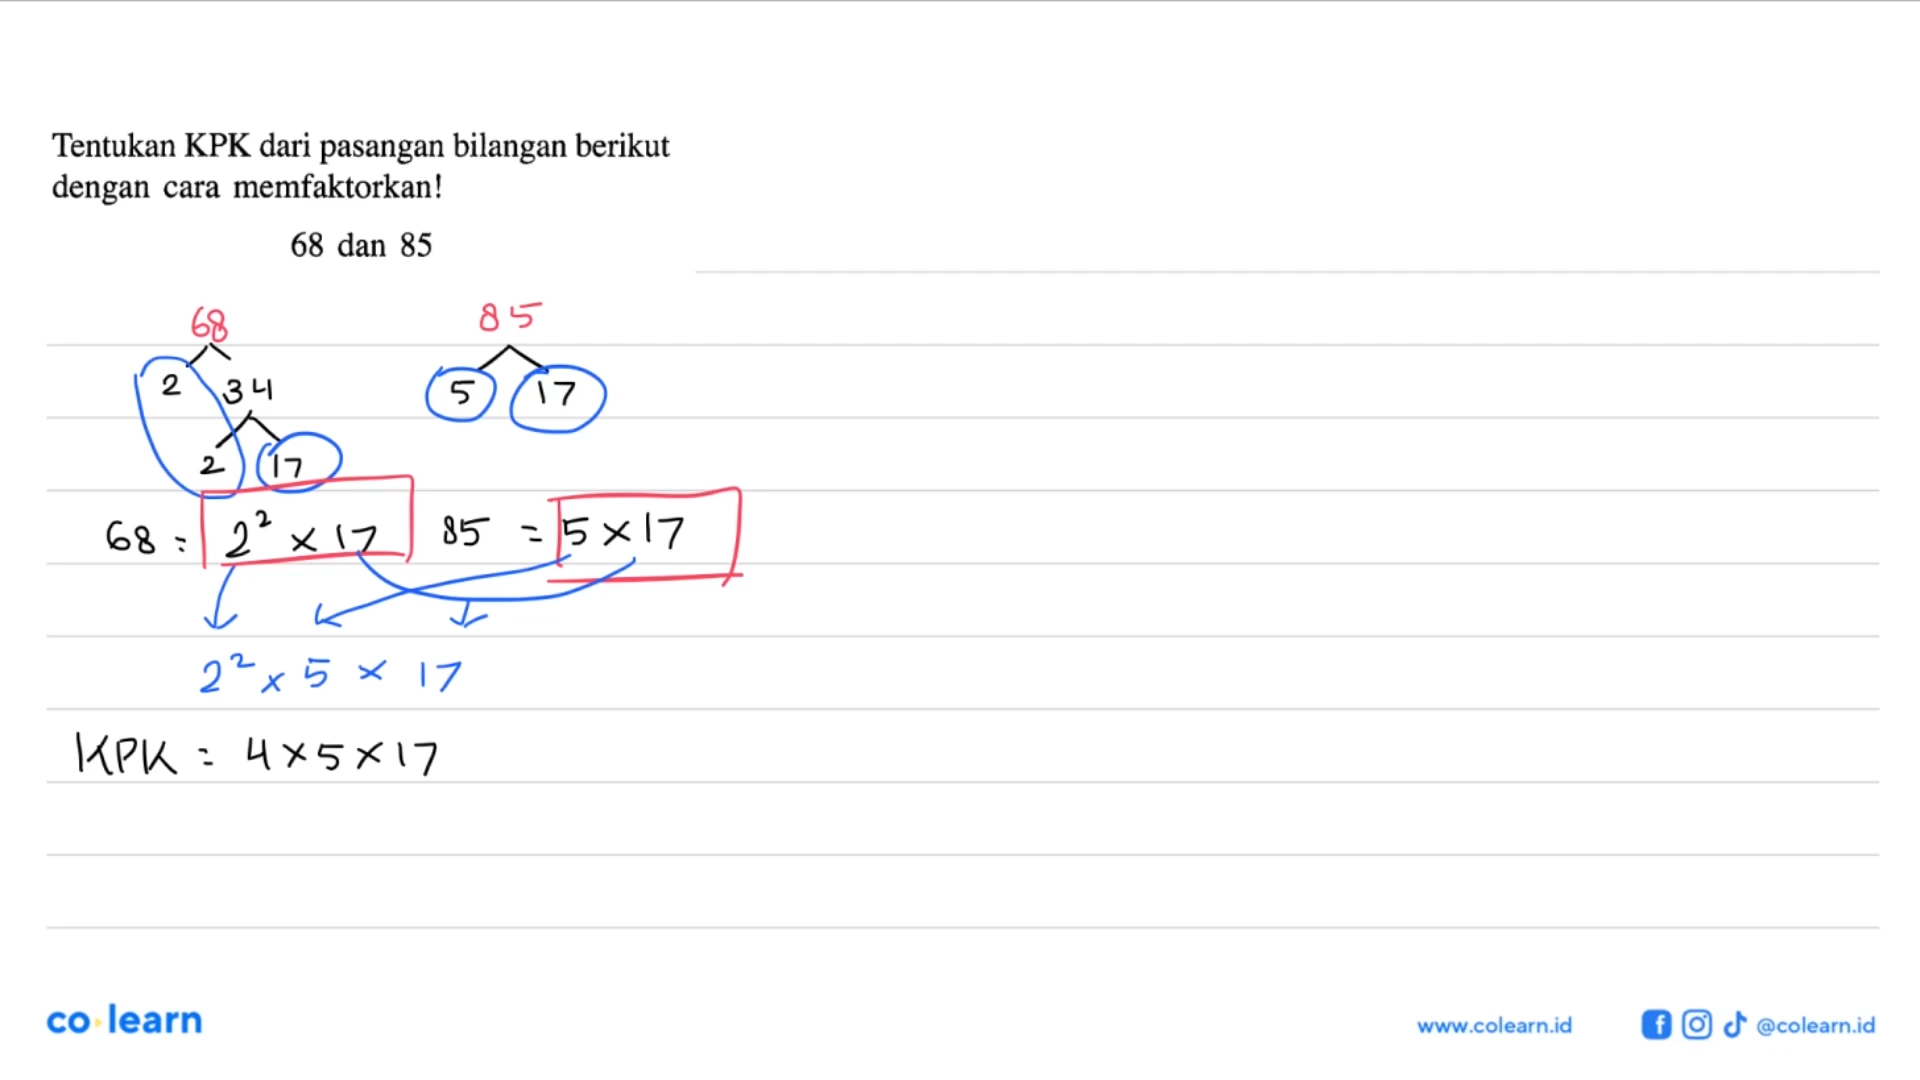 Tentukan KPK dari pasangan bilangan berikut
dengan cara memfaktorkan!
68 dan 85
68
85
2 34
5 17
2 17
68 = 2² × 17 85 = 5 × 17
2² × 5 × 17
KPK = 4 × 5 × 17
co learn
www.colearn.id
@colearn.id